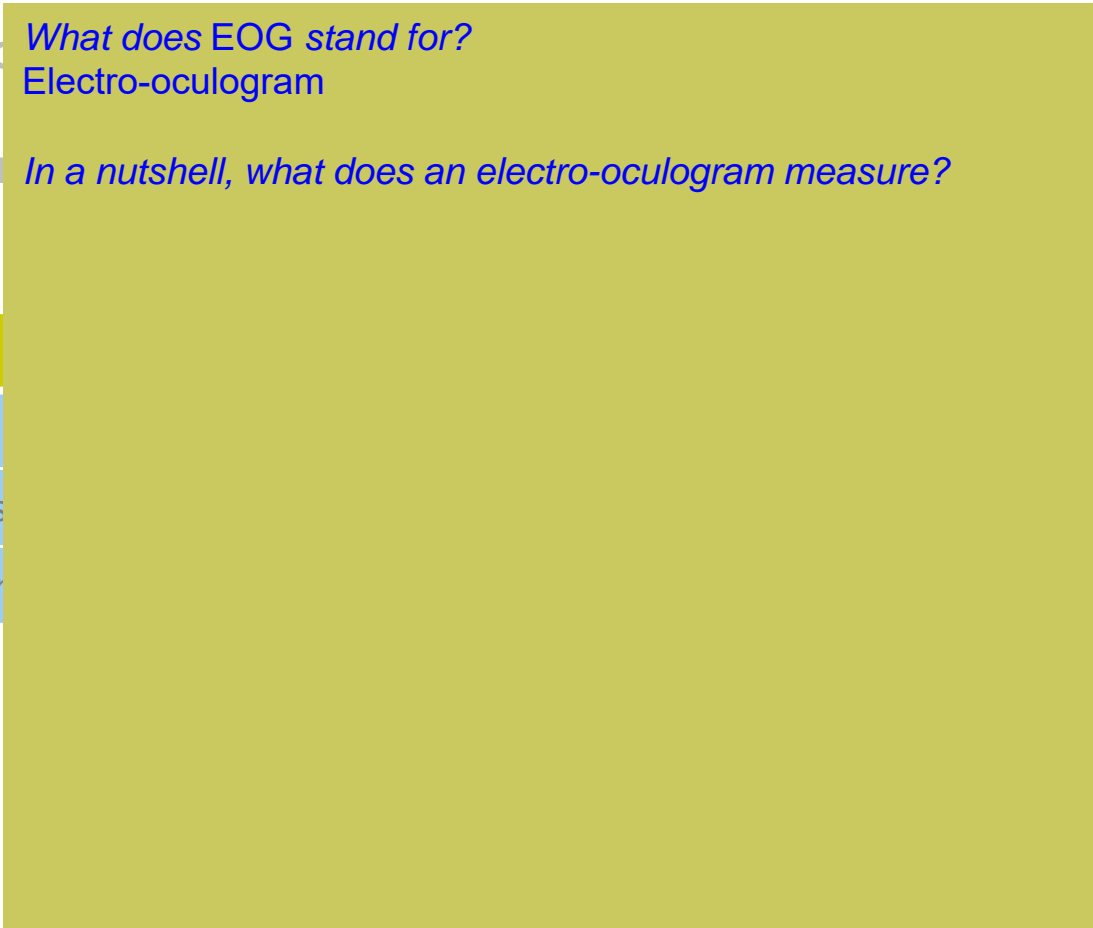 What does EOG stand for?
Electro-oculogram
In a nutshell, what does an electro-oculogram measure?